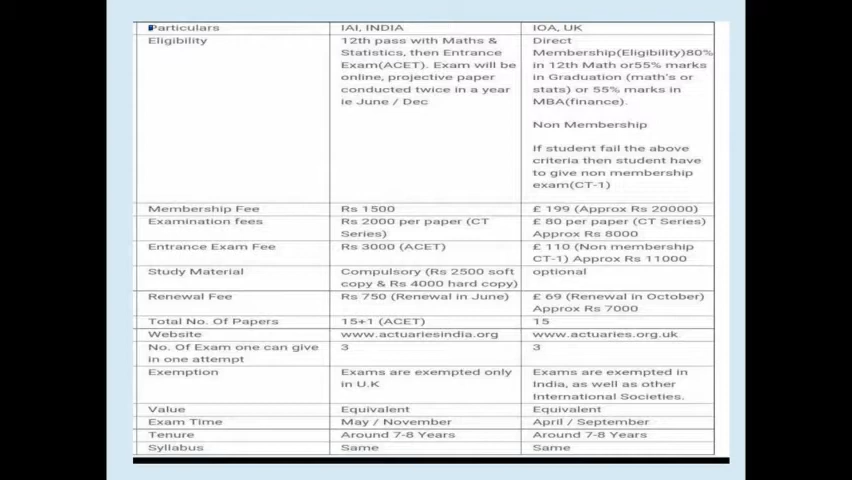 Particulars IAI, INDIA IOA, UK
Eligibility 12th pass with Maths & Direct
Statistics, then Entrance Membership(Eligibility)80%
Exam(ACET). Exam will be in 12th Math or55% marks
online, projective paper in Graduation (math's or
conducted twice in a year stats) or 55% marks in
ie June / Dec MBA(finance).
Non Membership
If student fail the above
criteria then student have
to give non membership
exam(CT-1)
Membership Fee Rs 1500 £ 199 (Approx Rs 20000)
Examination fees Rs 2000 per paper (CT £ 80 per paper (CT Series)
Series) Approx Rs 8000
Entrance Exam Fee Rs 3000 (ACET) £ 110 (Non membership
CT-1) Approx Rs 11000
Study Material Compulsory (Rs 2500 soft optional
copy & Rs 4000 hard copy)
Renewal Fee Rs 750 (Renewal in June) £ 69 (Renewal in October)
Approx Rs 7000
Total No. Of Papers 15+1 (ACET) 15
Website www.actuariesindia.org www.actuaries.org.uk
No. Of Exam one can give 3 3
in one attempt
Exemption Exams are exempted only Exams are exempted in
in U.K India, as well as other
International Societies.
Value Equivalent Equivalent
Exam Time May / November April / September
Tenure Around 7-8 Years Around 7-8 Years
Syllabus Same Same